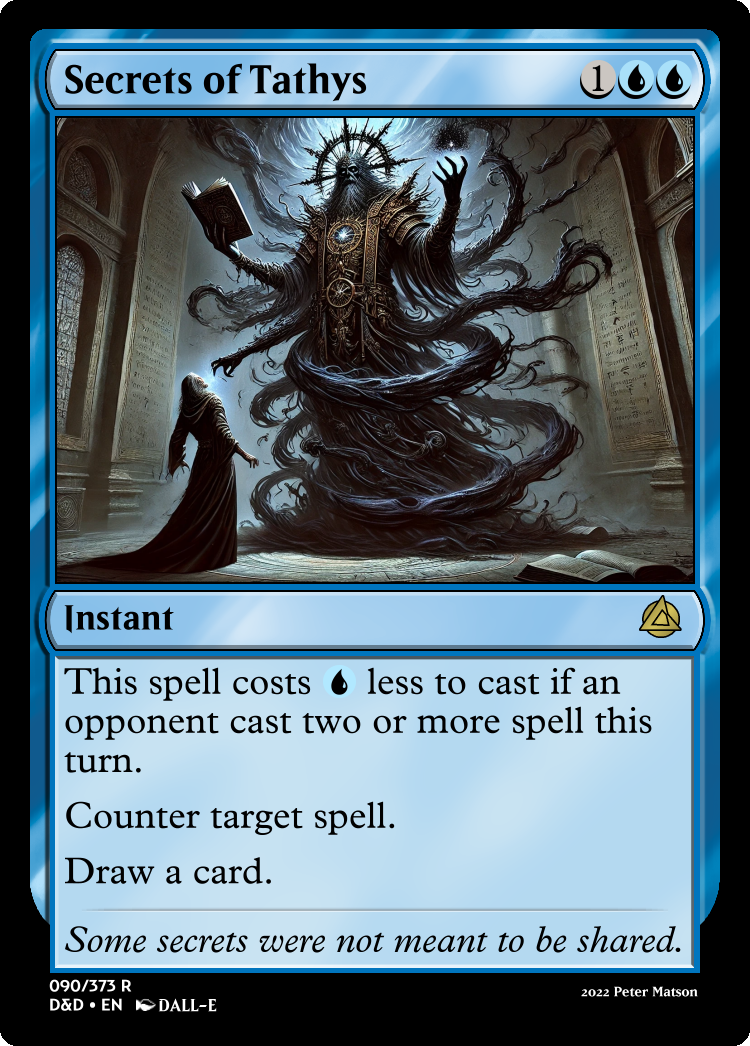 Secrets of Tathys 1
Instant
This spell costs less to cast if an
opponent cast two or more spell this
turn.
Counter target spell.
Draw a card.
Some secrets were not meant to be shared.
090/373 R
D&D • EN DALL-E
2022 Peter Matson